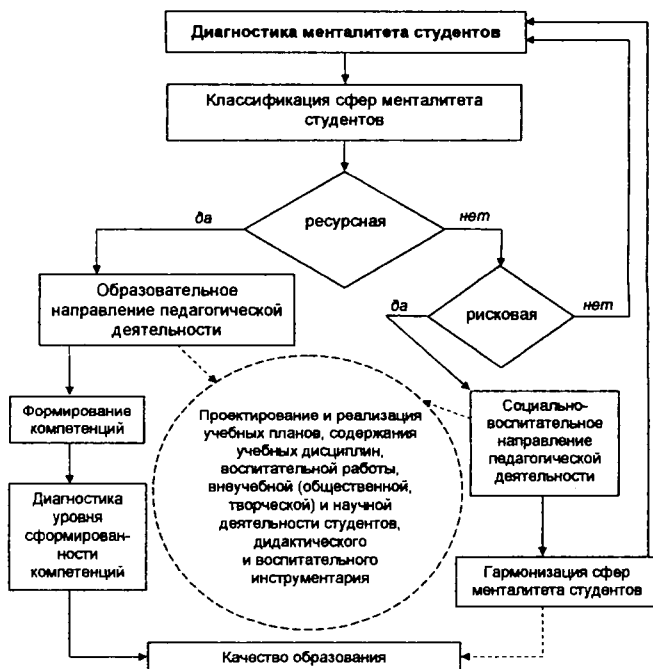 Диагностика менталитета студентов
Классификация сфер менталитета
студентов
да
ресурсная
нет
Образовательное
направление педагогической
деятельности
да
рисковая
нет
Формирование
компетенций
Проектирование и реализация
учебных планов, содержания
учебных дисциплин,
воспитательной работы,
внеучебной (общественной,
творческой) и научной
деятельности студентов,
дидактического
и воспитательного
инструментария
Социально-
воспитательное
направление
педагогической
деятельности
Диагностика
уровня
сформирован-
ности
компетенций
Гармонизация сфер
менталитета студентов
Качество образования